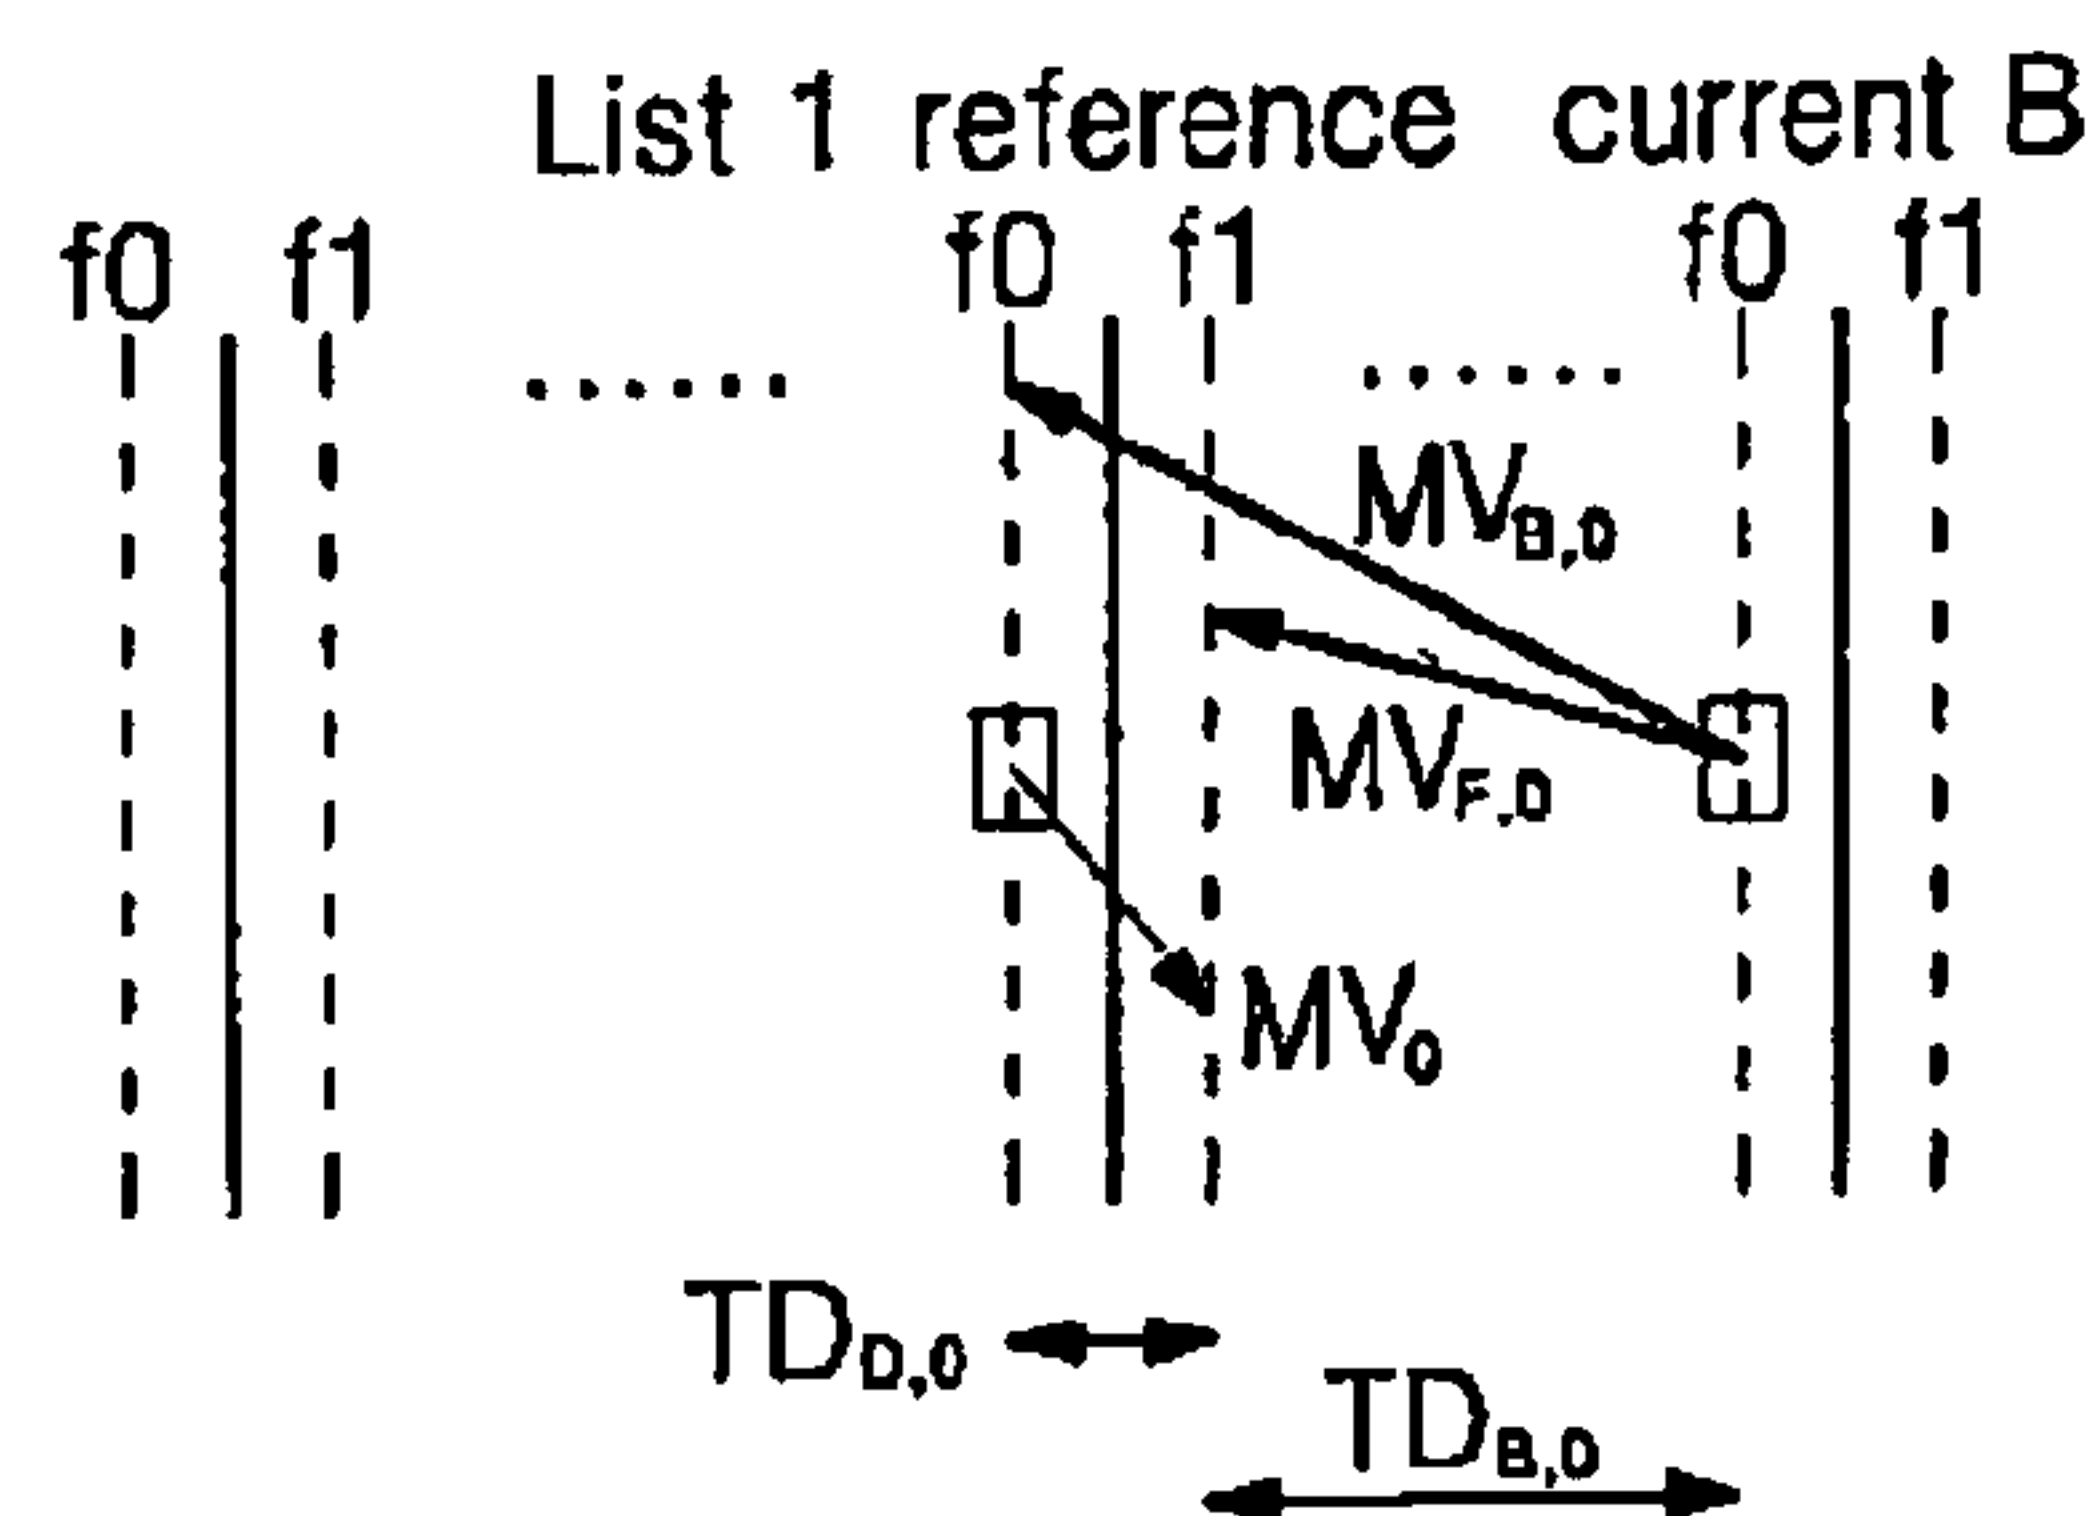 List 1 reference current B
f0 f1 f0 f1 f0 f1
MVB,0
MVF,0
MV0
TDD,0
TDB,0